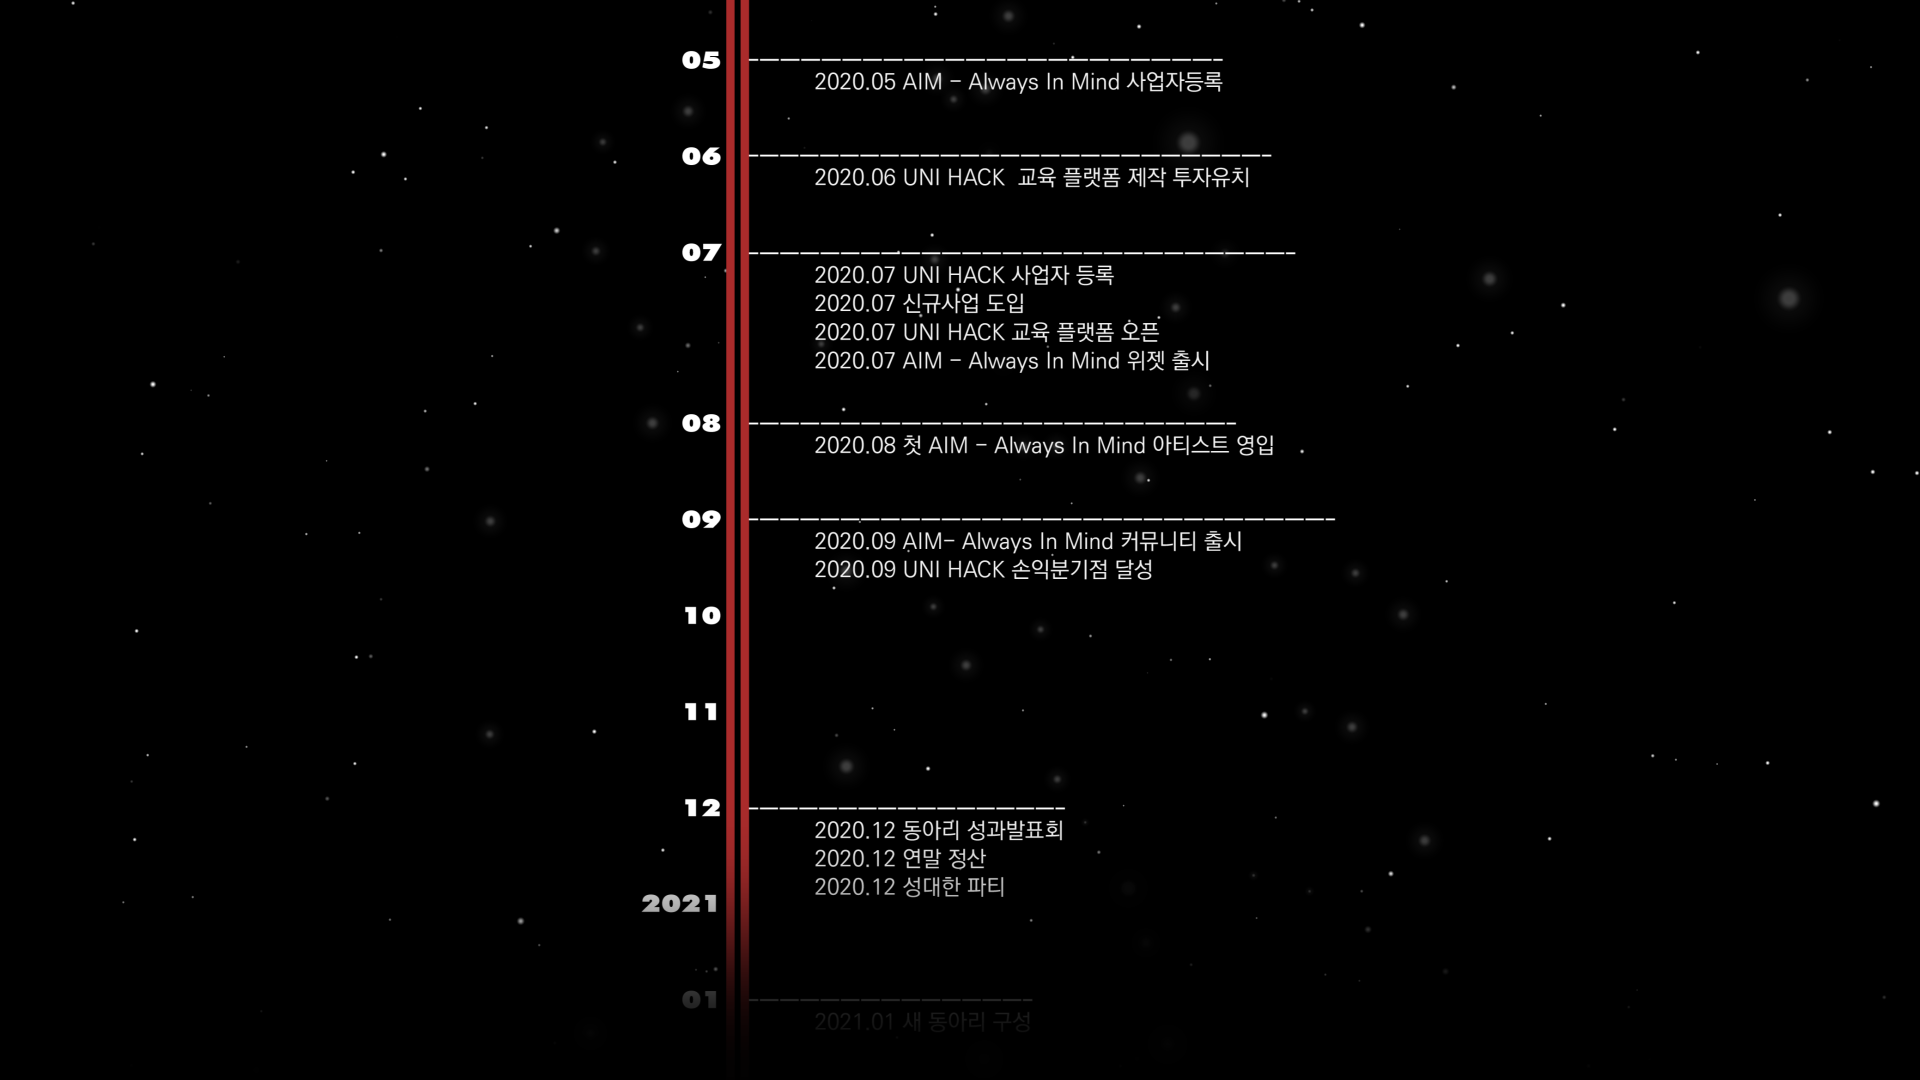 05
2020.05 AIM - Always In Mind 사업자등록
06
2020.06 UNI HACK 교육 플랫폼 제작 투자유치
07
2020.07 UNI HACK 사업자 등록
2020.07 신규사업 도입
2020.07 UNI HACK 교육 플랫폼 오픈
2020.07 AIM - Always In Mind 위젯 출시
08
2020.08 첫 AIM - Always In Mind 아티스트 영입
09
2020.09 AIM- Always In Mind 커뮤니티 출시
2020.09 UNI HACK 손익분기점 달성
10
11
12
2020.12 동아리 성과발표회
2020.12 연말 정산
2020.12 성대한 파티
2021
01
2021.01 새 동아리 구성